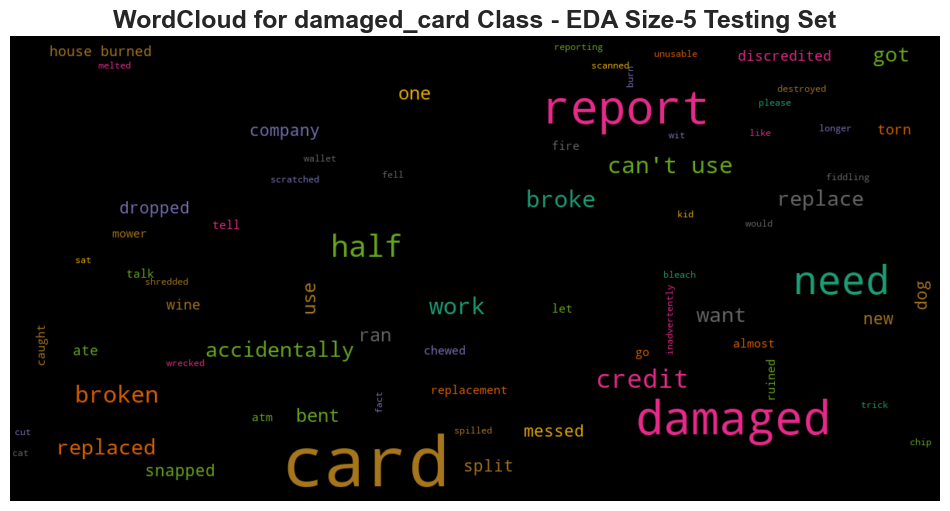 WordCloud for damaged_card Class - EDA Size-5 Testing Set
house burned
melted
reporting
scanned
unusable
burn
discredited
got
destroyed
please
one
report
company
wit
like
longer
torn
wallet
fire
can't use
scratched
fell
fiddling
dropped
broke
replace
tell
kid
would
mower
half
sat
talk
shredded
bleach
need
dog
wine
use
work
let
inadvertently
want
new
caught
ate
accidentally
ran
chewed
go
almost
wrecked
credit
ruined
broken
fact
replacement
damaged
trick
atm
bent
cut
replaced
card
spilled
messed
chip
cat
snapped
split